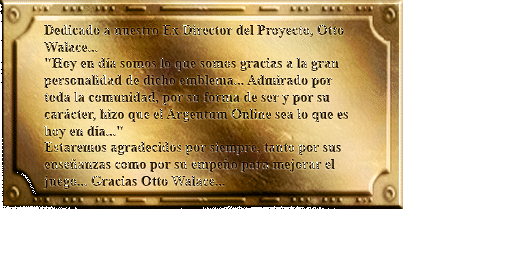 Dedicado a nuestro Ex Director del Proyecto, Otto
Walace...
"Hoy en día somos lo que somos gracias a la gran
personalidad de dicho emblema... Admirado por
toda la comunidad, por su forma de ser y por su
carácter, hizo que el Argentum Online sea lo que es
hoy en día..."
Estaremos agradecidos por siempre, tanto por sus
enseñanzas como por su empeño para mejorar el
juego... Gracias Otto Walace...